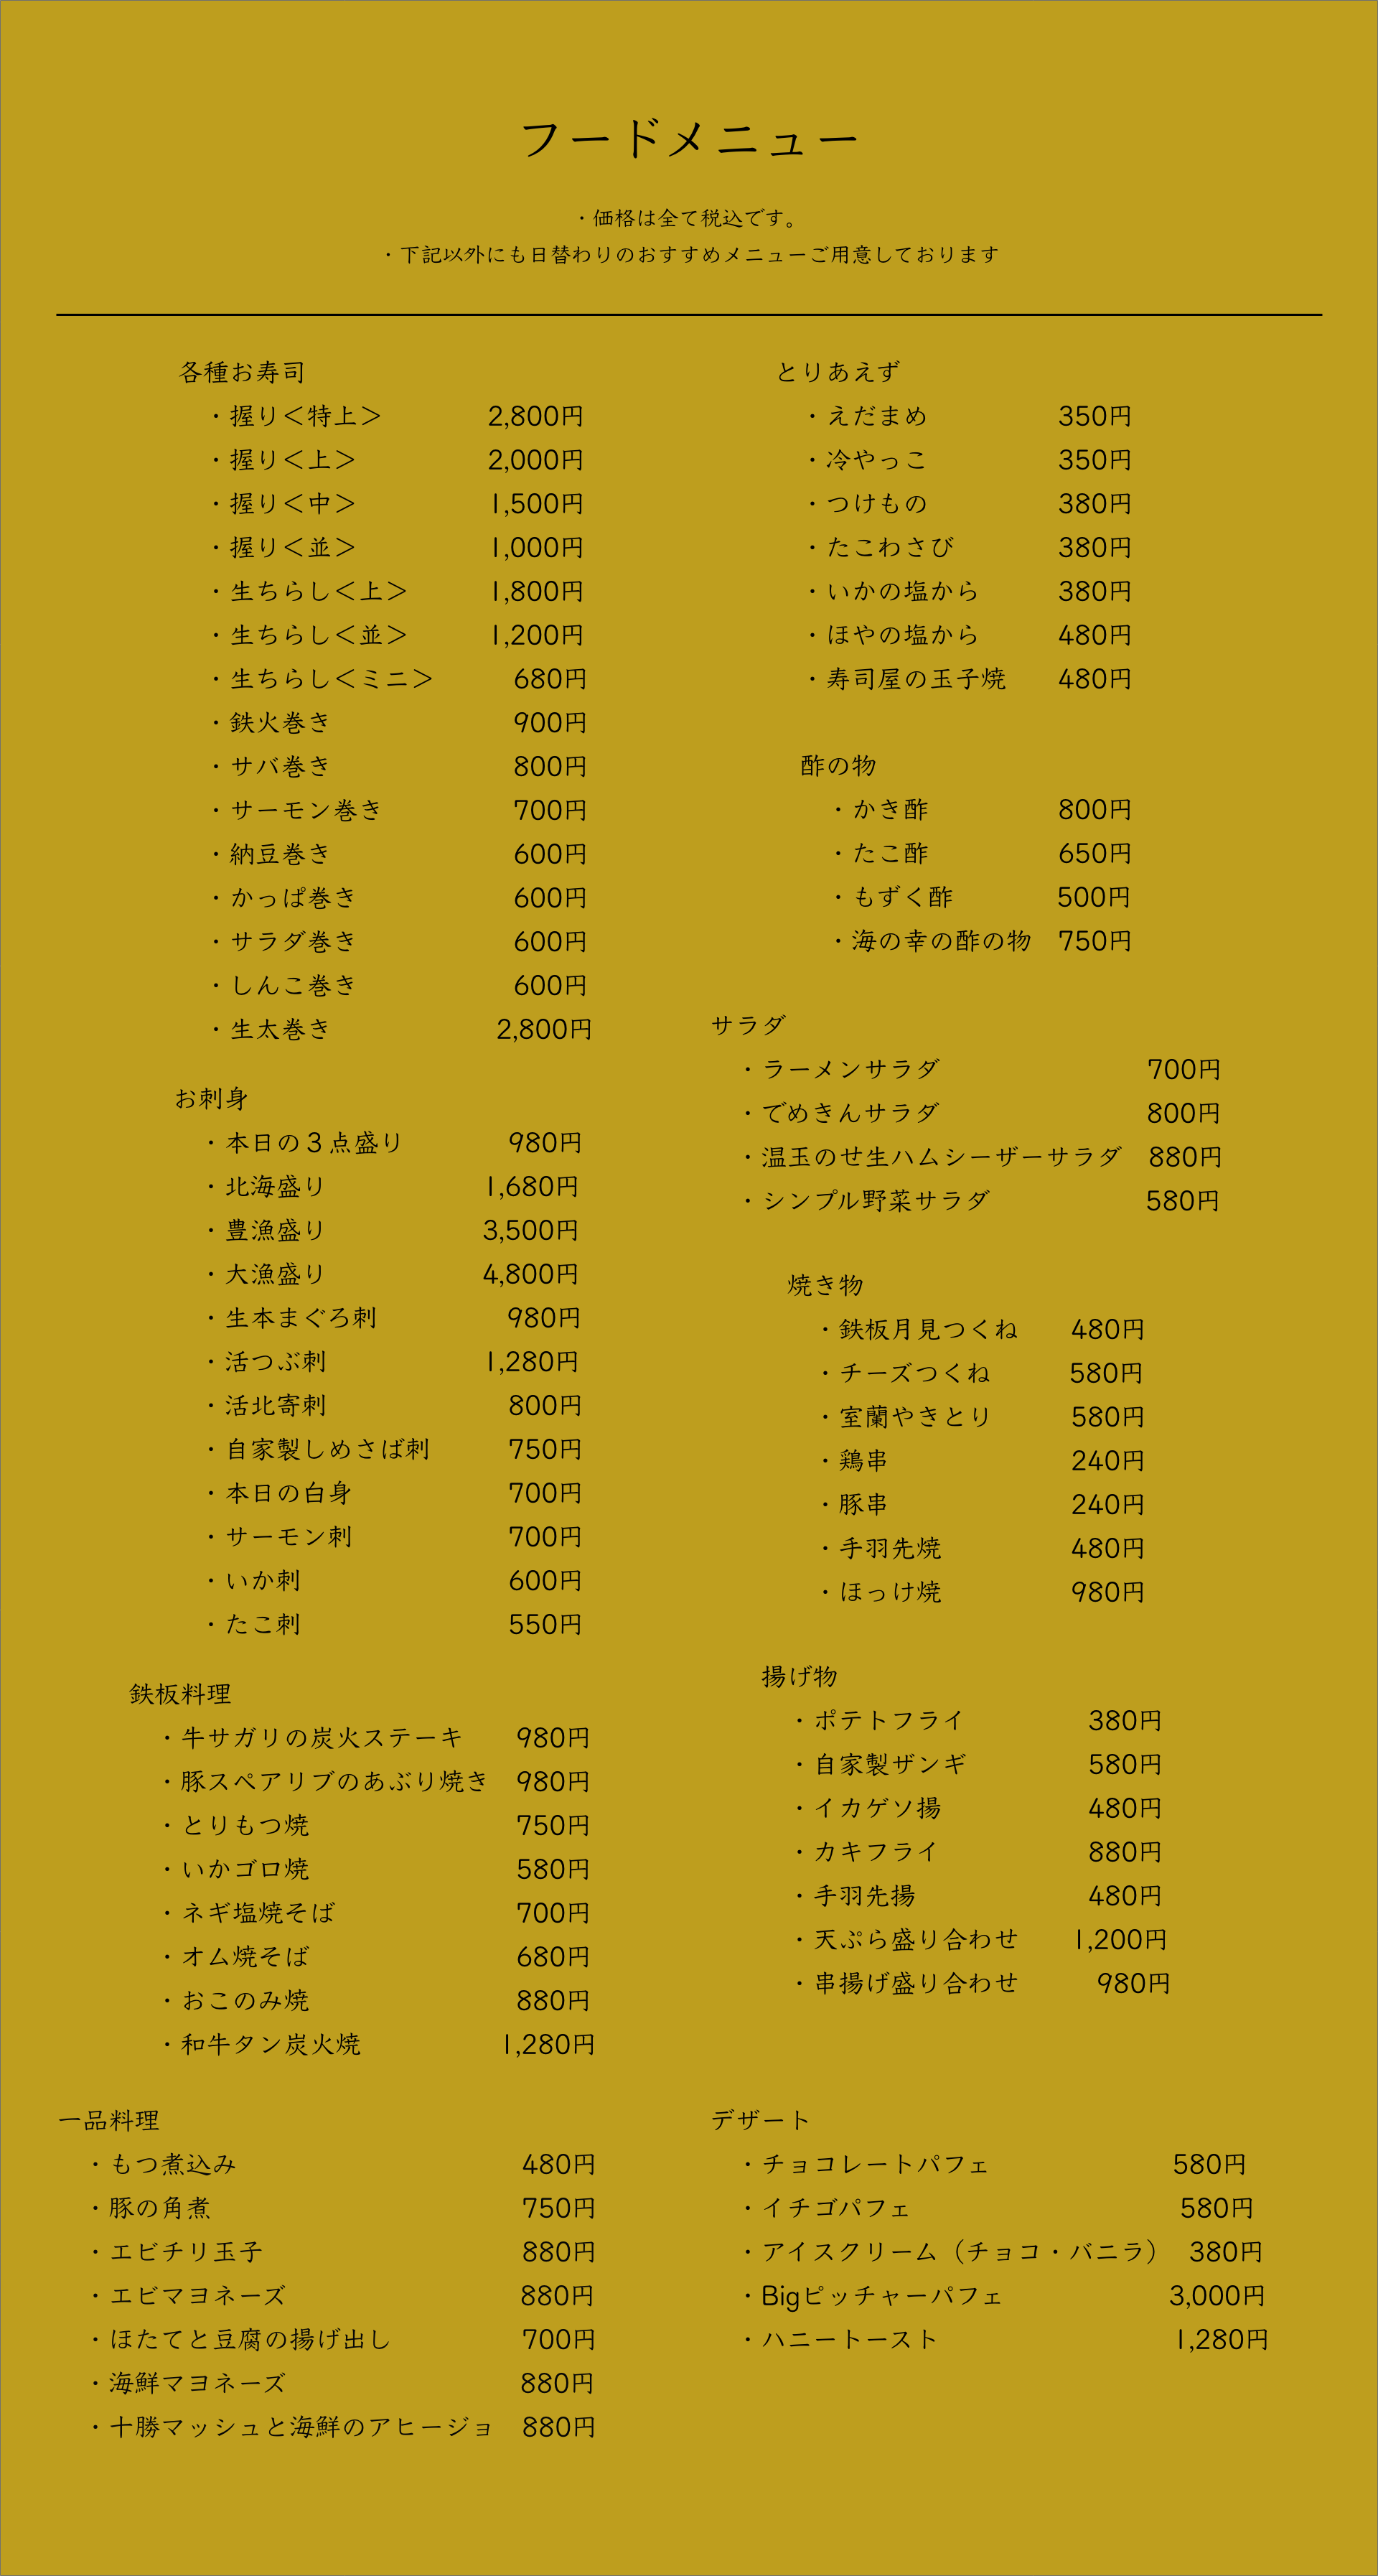 フードメニュー
・価格は全て税込です。
・下記以外にも日替わりのおすすめメニューご用意しております
各種お寿司
・握り＜特上＞ 2,800円
・握り＜上＞ 2,000円
・握り＜中＞ 1,500円
・握り＜並＞ 1,000円
・生ちらし＜上＞ 1,800円
・生ちらし＜並＞ 1,200円
・生ちらし＜ミニ＞ 680円
・鉄火巻き 900円
・サバ巻き 800円
・サーモン巻き 700円
・納豆巻き 600円
・かっぱ巻き 600円
・サラダ巻き 600円
・しんこ巻き 600円
・生太巻き 2,800円
お刺身
・本日の３点盛り 980円
・北海盛り 1,680円
・豊漁盛り 3,500円
・大漁盛り 4,800円
・生本まぐろ刺 980円
・活つぶ刺 1,280円
・活北寄刺 800円
・自家製しめさば刺 750円
・本日の白身 700円
・サーモン刺 700円
・いか刺 600円
・たこ刺 550円
鉄板料理
・牛サガリの炭火ステーキ 980円
・豚スペアリブのあぶり焼き 980円
・とりもつ焼 750円
・いかゴロ焼 580円
・ネギ塩焼そば 700円
・オム焼そば 680円
・おこのみ焼 880円
・和牛タン炭火焼 1,280円
一品料理
・もつ煮込み 480円
・豚の角煮 750円
・エビチリ玉子 880円
・エビマヨネーズ 880円
・ほたてと豆腐の揚げ出し 700円
・海鮮マヨネーズ 880円
・十勝マッシュと海鮮のアヒージョ 880円
とりあえず
・えだまめ 350円
・冷やっこ 350円
・つけもの 380円
・たこわさび 380円
・いかの塩から 380円
・ほやの塩から 480円
・寿司屋の玉子焼 480円
酢の物
・かき酢 800円
・たこ酢 650円
・もずく酢 500円
・海の幸の酢の物 750円
サラダ
・ラーメンサラダ 700円
・でめきんサラダ 800円
・温玉のせ生ハムシーザーサラダ 880円
・シンプル野菜サラダ 580円
焼き物
・鉄板月見つくね 480円
・チーズつくね 580円
・室蘭やきとり 580円
・鶏串 240円
・豚串 240円
・手羽先焼 480円
・ほっけ焼 980円
揚げ物
・ポテトフライ 380円
・自家製ザンギ 580円
・イカゲソ揚 480円
・カキフライ 880円
・手羽先揚 480円
・天ぷら盛り合わせ 1,200円
・串揚げ盛り合わせ 980円
デザート
・チョコレートパフェ 580円
・イチゴパフェ 580円
・アイスクリーム（チョコ・バニラ） 380円
・Bigピッチャーパフェ 3,000円
・ハニートースト 1,280円